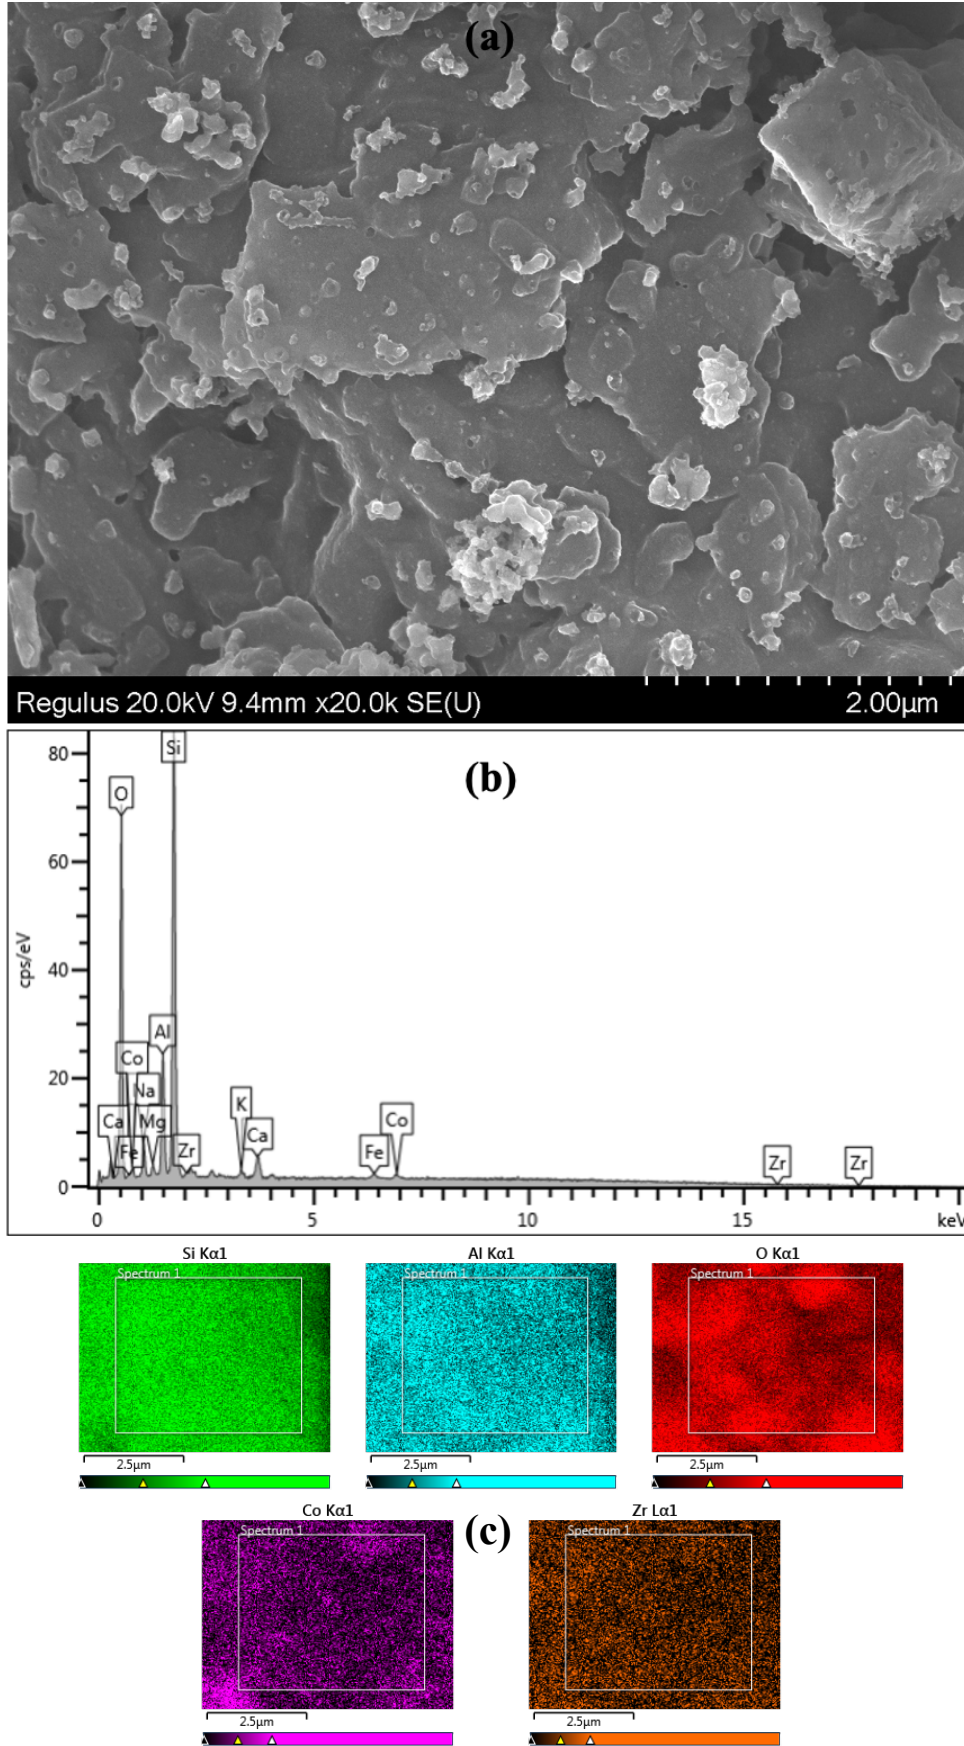 (a)
Regulus 20.0kV 9.4mm x20.0k SE(U) 2.00µm
(b)
80
60
40
20
0
cps/eV
Si
O
Al
Co
Na
Ca
Mg
Fe
Zr
K
Ca
Fe
Co
Zr
Zr
0 5 10 15 keV
Si Kα1 Al Kα1 O Kα1
Spectrum 1 Spectrum 1 Spectrum 1
2.5µm 2.5µm 2.5µm
Co Kα1 (c) Zr Lα1
Spectrum 1 Spectrum 1
2.5µm 2.5µm